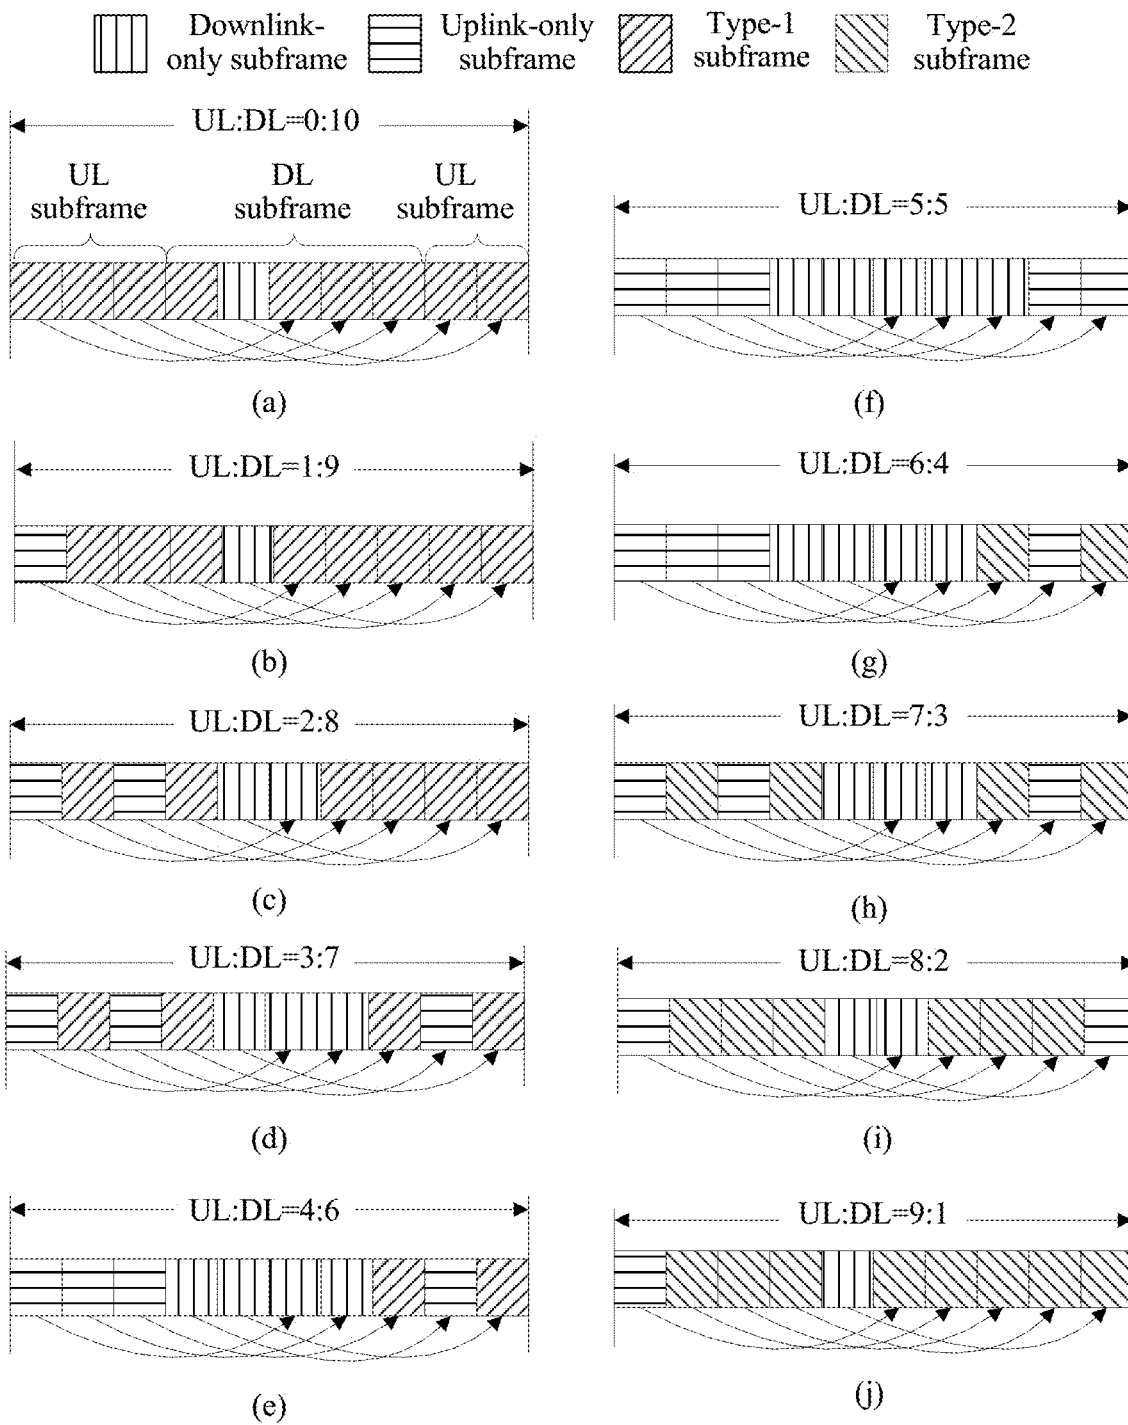 Downlink-
only subframe
Uplink-only
subframe
Type-1
subframe
Type-2
subframe
UL:DL=0:10
UL
subframe
DL
subframe
UL
subframe
(a)
UL:DL=5:5
(f)
UL:DL=1:9
(b)
UL:DL=6:4
(g)
UL:DL=2:8
(c)
UL:DL=7:3
(h)
UL:DL=3:7
(d)
UL:DL=8:2
(i)
UL:DL=4:6
(e)
UL:DL=9:1
(j)